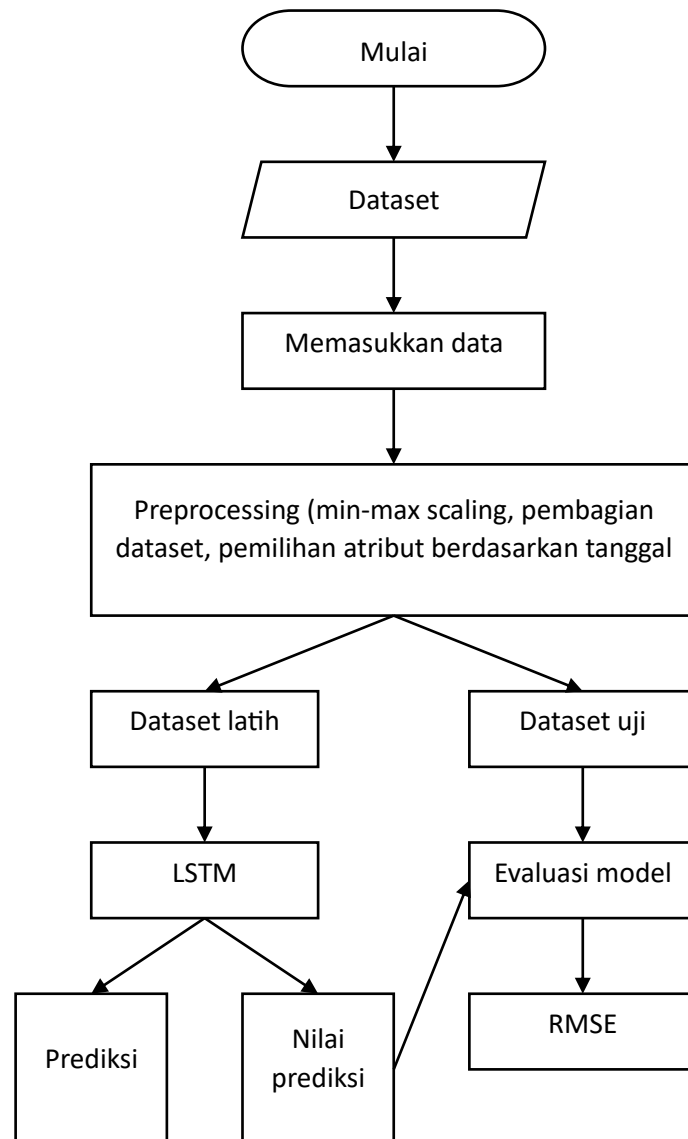 Mulai
Dataset
Memasukkan data
Preprocessing (min-max scaling, pembagian
dataset, pemilihan atribut berdasarkan tanggal
Dataset latih
Dataset uji
LSTM
Evaluasi model
Prediksi
Nilai
prediksi
RMSE